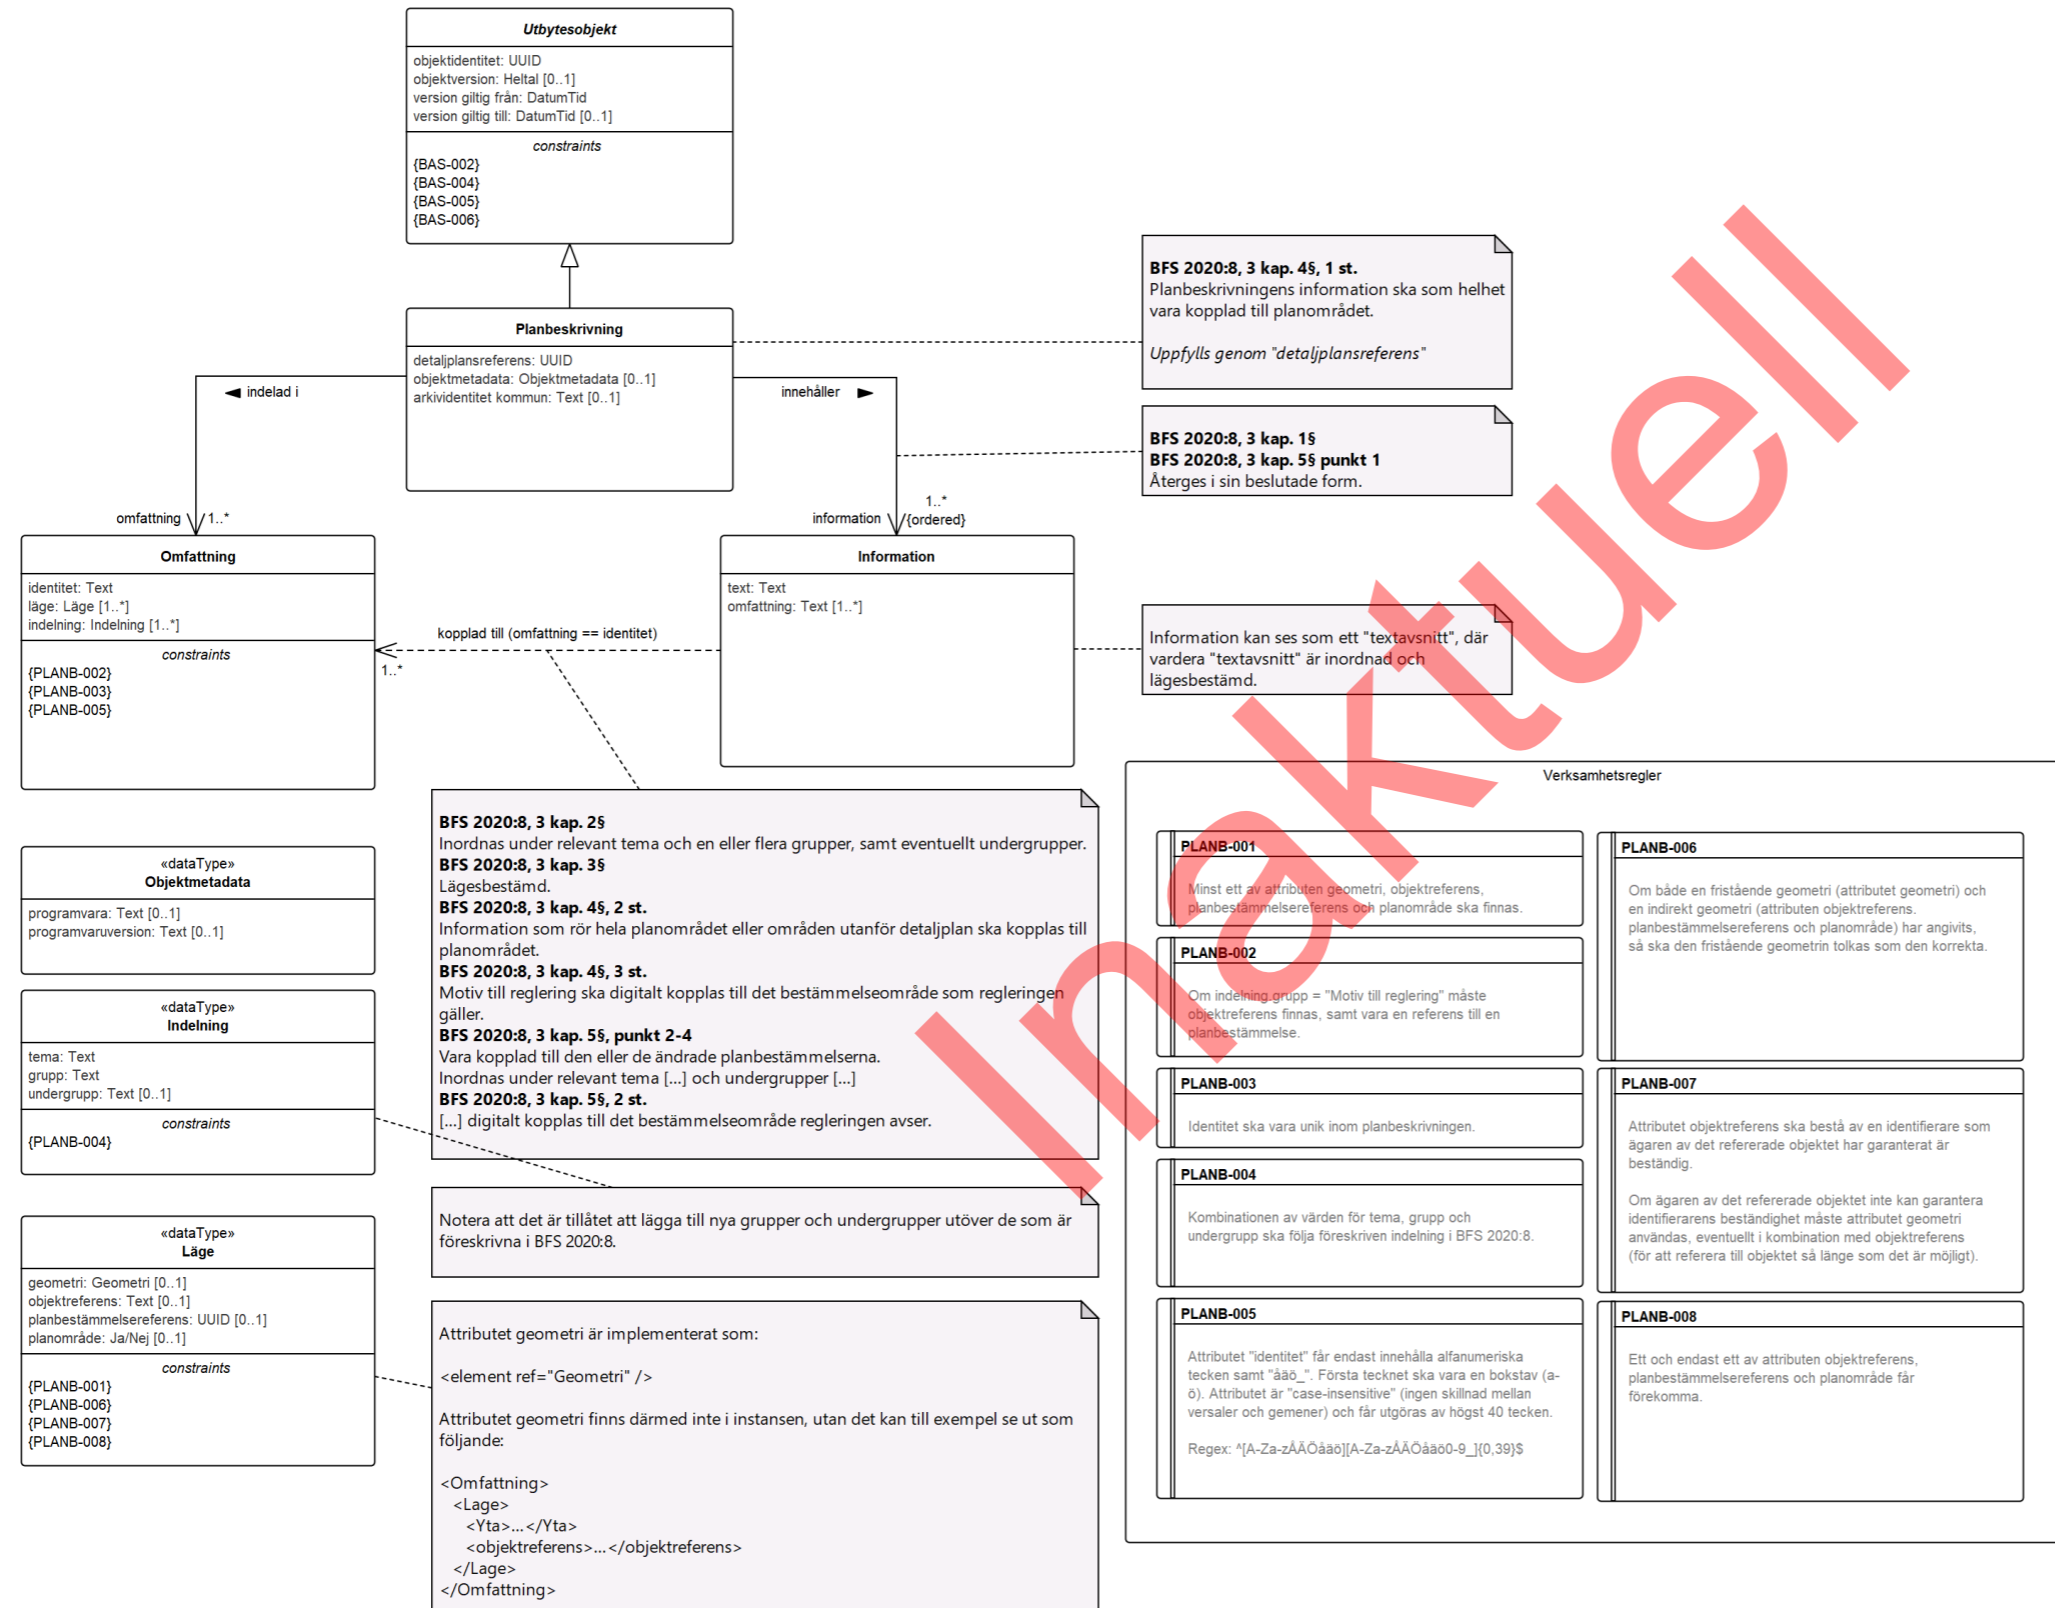 Utbytesobjekt
objektidentitet: UUID
objektversion: Heltal [0..1]
version giltig från: DatumTid
version giltig till: DatumTid [0..1]
constraints
{BAS-002}
{BAS-004}
{BAS-005}
{BAS-006}
Planbeskrivning
detaljplansreferens: UUID
objektmetadata: Objektmetadata [0..1]
arkividentitet kommun: Text [0..1]
◄ indelad i
innehåller ►
omfattning
1..*
information
1..*
{ordered}
BFS 2020:8, 3 kap. 4§, 1 st.
Planbeskrivningens information ska som helhet
vara kopplad till planområdet.
Uppfylls genom "detaljplansreferens"
BFS 2020:8, 3 kap. 1§
BFS 2020:8, 3 kap. 5§ punkt 1
Återges i sin beslutade form.
Omfattning
identitet: Text
läge: Läge [1..*]
indelning: Indelning [1..*]
constraints
{PLANB-002}
{PLANB-003}
{PLANB-005}
kopplad till (omfattning == identitet)
1..*
Information
text: Text
omfattning: Text [1..*]
Information kan ses som ett "textavsnitt", där
vardera "textavsnitt" är inordnad och
lägesbestämd.
BFS 2020:8, 3 kap. 2§
Inordnas under relevant tema och en eller flera grupper, samt eventuellt undergrupper.
BFS 2020:8, 3 kap. 3§
Lägesbestämd.
BFS 2020:8, 3 kap. 4§, 2 st.
Information som rör hela planområdet eller områden utanför detaljplan ska kopplas till
planområdet.
BFS 2020:8, 3 kap. 4§, 3 st.
Motiv till reglering ska digitalt kopplas till det bestämmelseområde som regleringen
gäller.
BFS 2020:8, 3 kap. 5§, punkt 2-4
Vara kopplad till den eller de ändrade planbestämmelserna.
Inordnas under relevant tema [...] och undergrupper [...]
BFS 2020:8, 3 kap. 5§, 2 st.
[...] digitalt kopplas till det bestämmelseområde regleringen avser.
«dataType»
Objektmetadata
programvara: Text [0..1]
programvaruversion: Text [0..1]
«dataType»
Indelning
tema: Text
grupp: Text
undergrupp: Text [0..1]
constraints
{PLANB-004}
Notera att det är tillåtet att lägga till nya grupper och undergrupper utöver de som är
föreskrivna i BFS 2020:8.
«dataType»
Läge
geometri: Geometri [0..1]
objektreferens: Text [0..1]
planbestämmelsereferens: UUID [0..1]
planområde: Ja/Nej [0..1]
constraints
{PLANB-001}
{PLANB-006}
{PLANB-007}
{PLANB-008}
Attributet geometri är implementerat som:
<element ref="Geometri" />
Attributet geometri finns därmed inte i instansen, utan det kan till exempel se ut som
följande:
<Omfattning>
<Lage>
<Yta>...</Yta>
<objektreferens>...</objektreferens>
</Lage>
</Omfattning>
Verksamhetsregler
PLANB-001
Minst ett av attributen geometri, objektreferens,
planbestämmelsereferens och planområde ska finnas.
PLANB-002
Om indelning.grupp = "Motiv till reglering" måste
objektreferens finnas, samt vara en referens till en
planbestämmelse.
PLANB-003
Identitet ska vara unik inom planbeskrivningen.
PLANB-004
Kombinationen av värden för tema, grupp och
undergrupp ska följa föreskriven indelning i BFS 2020:8.
PLANB-005
Attributet "identitet" får endast innehålla alfanumeriska
tecken samt "åäö_". Första tecknet ska vara en bokstav (a-
ö). Attributet är "case-insensitive" (ingen skillnad mellan
versaler och gemener) och får utgöras av högst 40 tecken.
Regex: ^[A-Za-zÅÄÖåäö][A-Za-zÅÄÖåäö0-9_]{0,39}$
PLANB-006
Om både en fristående geometri (attributet geometri) och
en indirekt geometri (attributen objektreferens.
planbestämmelsereferens och planområde) har angivits,
så ska den fristående geometrin tolkas som den korrekta.
PLANB-007
Attributet objektreferens ska bestå av en identifierare som
ägaren av det refererade objektet har garanterat är
beständig.
Om ägaren av det refererade objektet inte kan garantera
identifierarens beständighet måste attributet geometri
användas, eventuellt i kombination med objektreferens
(för att referera till objektet så länge som det är möjligt).
PLANB-008
Ett och endast ett av attributen objektreferens,
planbestämmelsereferens och planområde får
förekomma.
Inaktuell